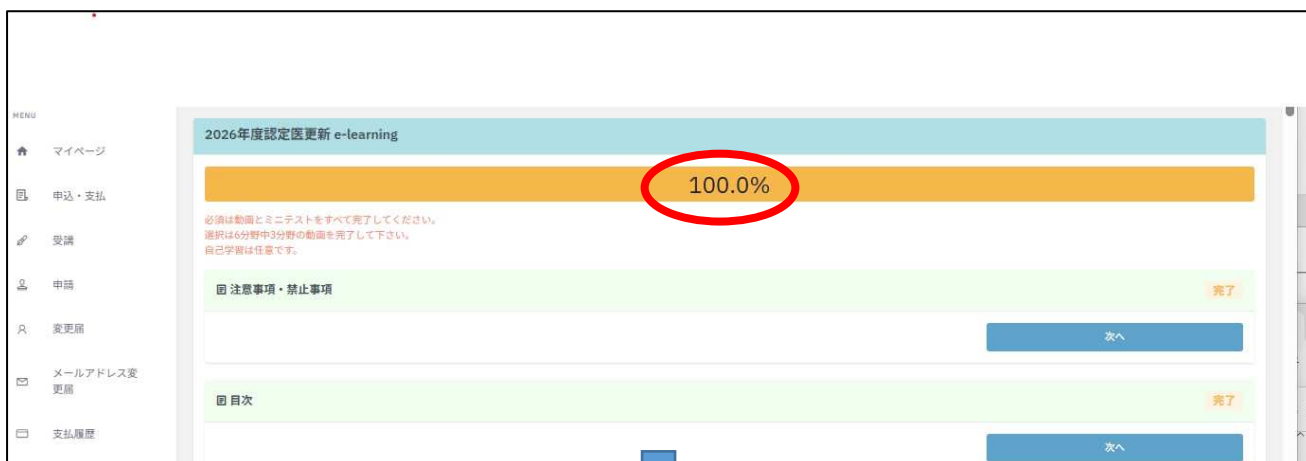 MENU
マイページ
申込・支払
受講
申請
変更届
メールアドレス変
更届
支払履歴
2026年度認定医更新 e-learning
100.0%
必須は動画とミニテストをすべて完了してください。
選択は6分野中3分野の動画を完了して下さい。
自己学習は任意です。
注意事項・禁止事項
完了
次へ
目次
完了
次へ